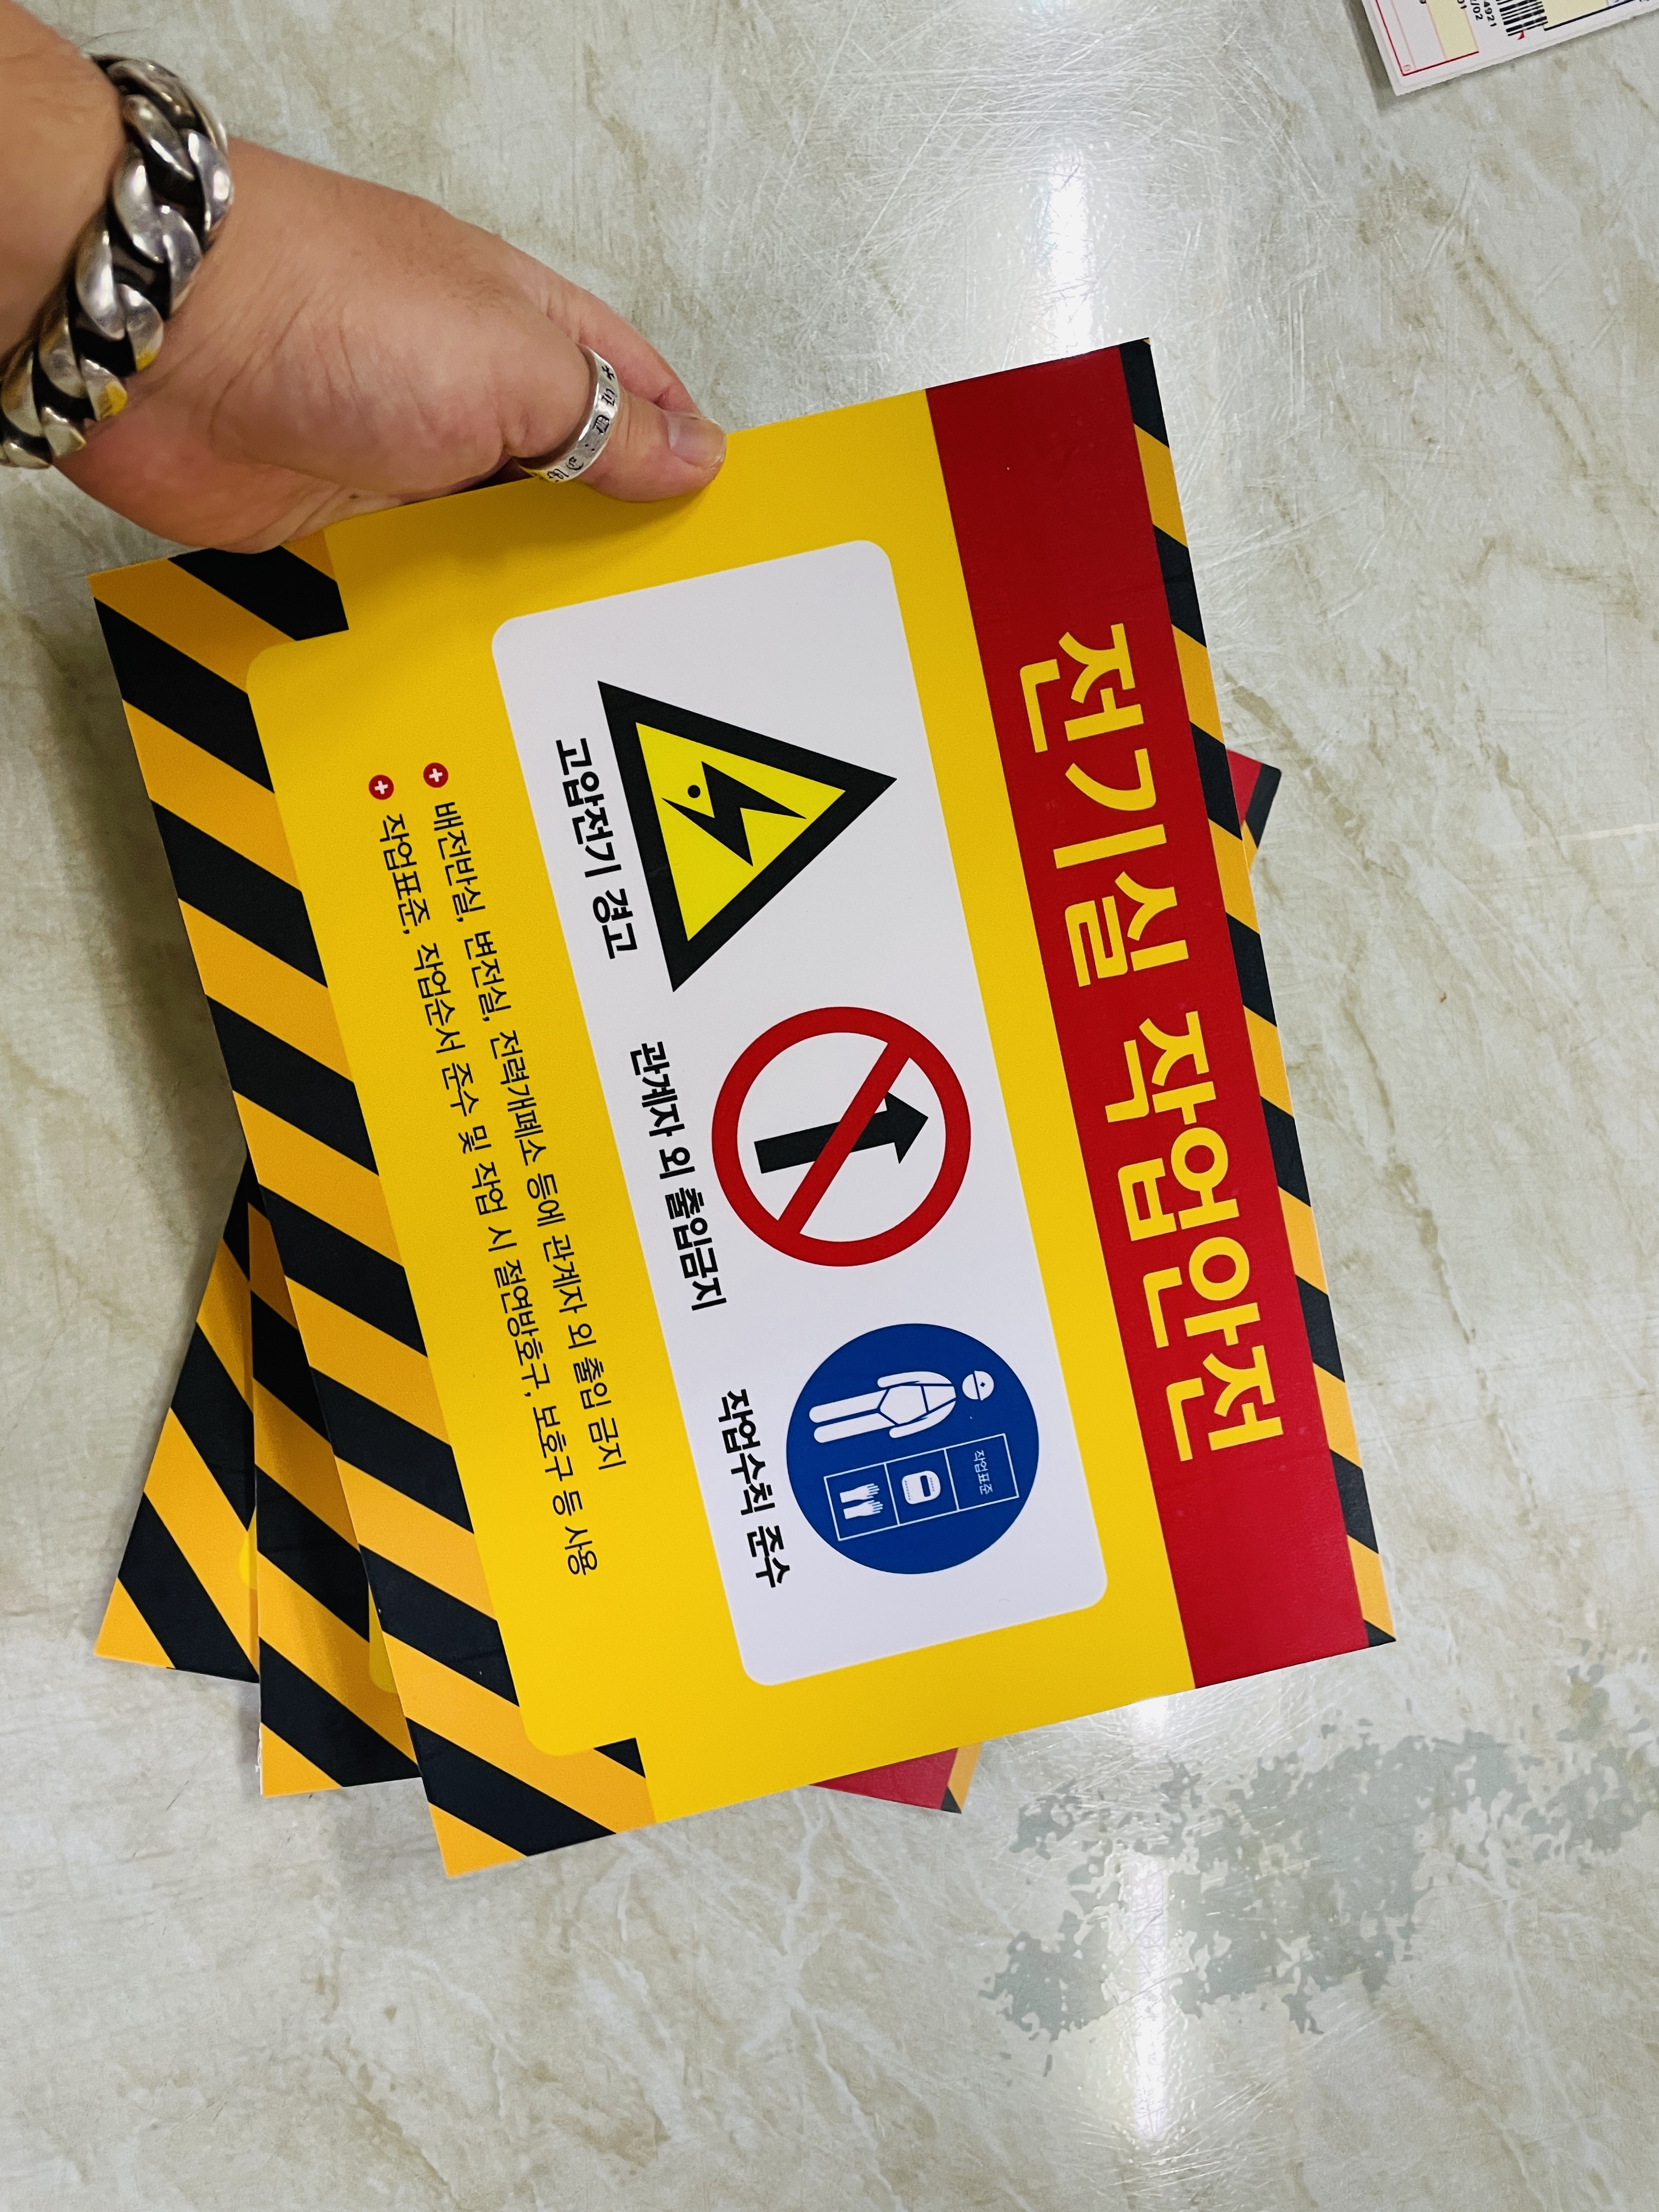 전기실 작업안전
고압전기 경고
관계자 외 출입금지
작업표준
작업수칙 준수
배전반실, 변전실, 전력개폐소 등에 관계자 외 출입 금지
작업표준, 작업순서 준수 및 작업 시 절연방호구, 보호구 등 사용
4921